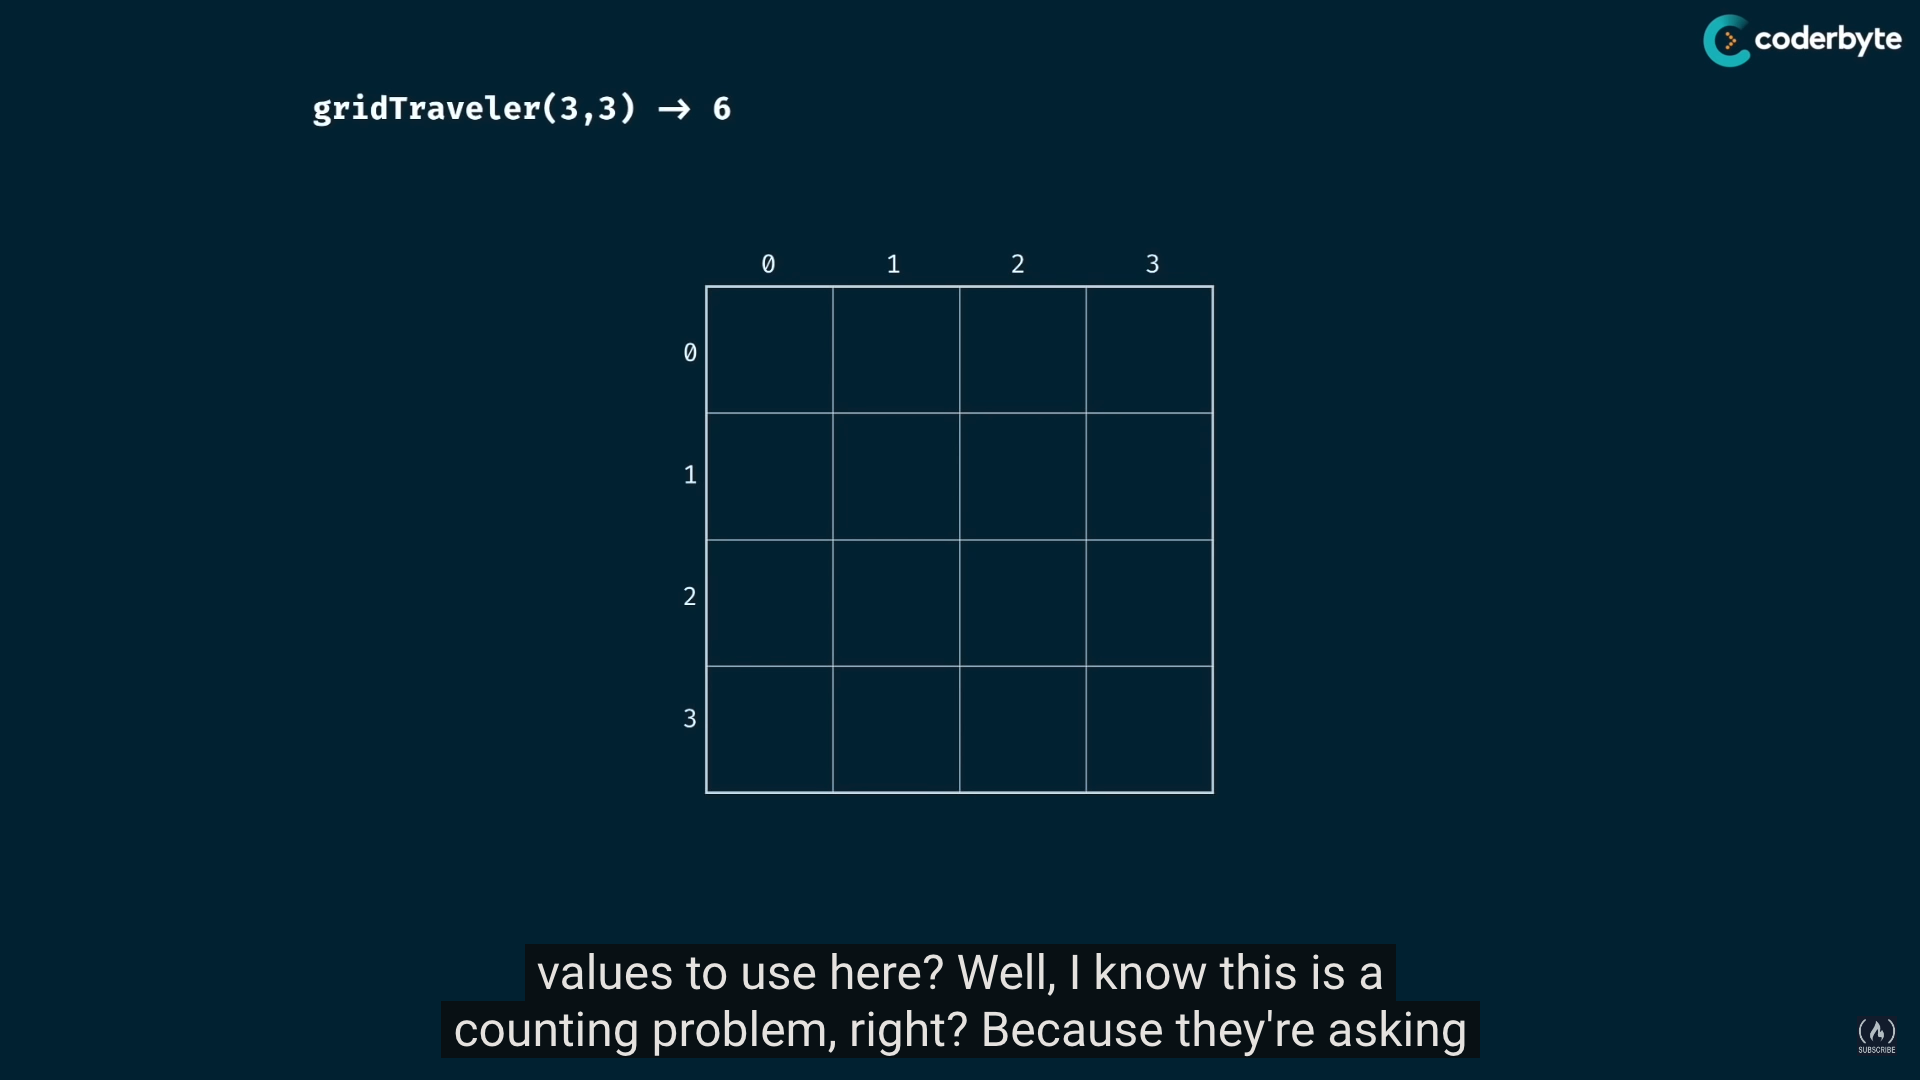 coderbyte
gridTraveler(3,3) → 6
0 1 2 3
0
1
2
3
values to use here? Well, I know this is a
counting problem, right? Because they're asking
SUBSCRIBE